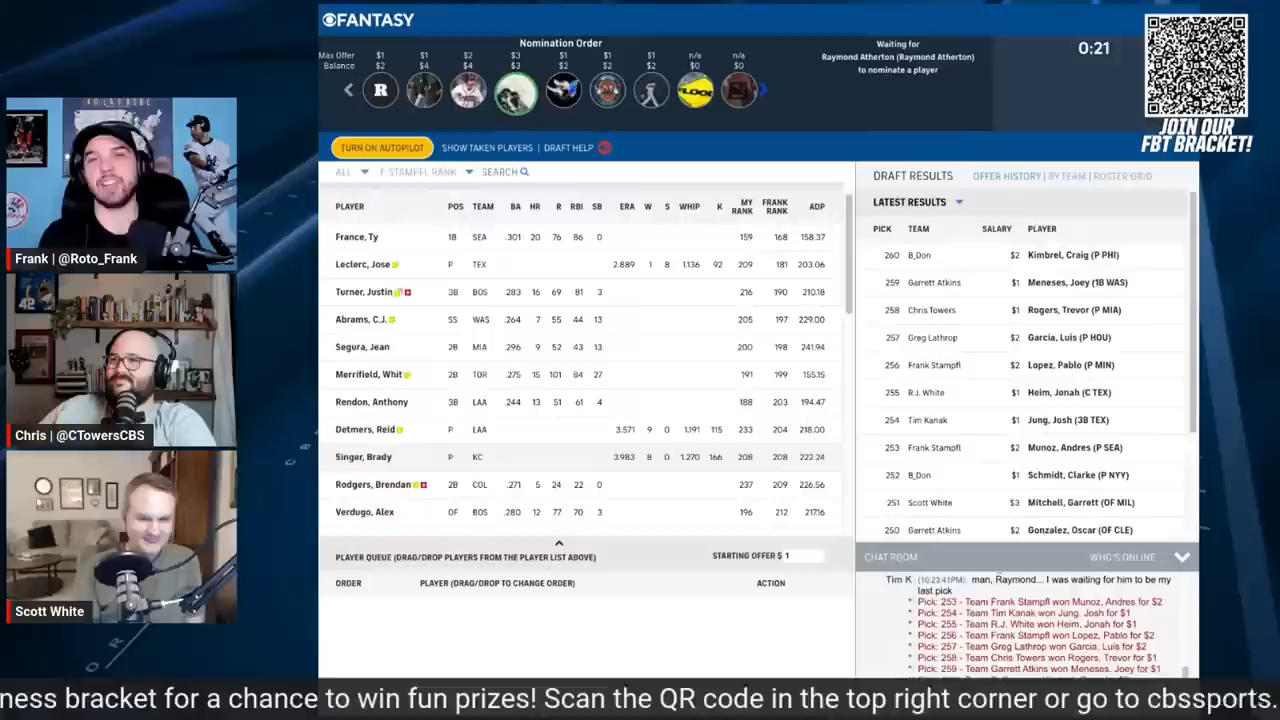 FANTASY
Nomination Order
Max Offer $1 $1 $2 $3 $1 $1 $1 n/a n/a
Balance $2 $4 $4 $3 $2 $2 $2 $0 $0
R
Waiting for
Raymond Atherton (Raymond Atherton)
to nominate a player
0:21
JOIN OUR
FBT BRACKET!
TURN ON AUTOPILOT SHOW TAKEN PLAYERS | DRAFT HELP
ALL F STAMPFL RANK SEARCH
PLAYER POS TEAM BA HR R RBI SB ERA W S WHIP K MY RANK FRANK RANK ADP
France, Ty 1B SEA .301 20 76 86 0 159 168 158.37
Leclerc, Jose P TEX 2.889 1 8 1.136 92 209 181 203.06
Turner, Justin 3B BOS .283 16 69 81 3 216 190 210.18
Abrams, C.J. SS WAS .264 7 55 44 13 205 197 229.00
Segura, Jean 2B MIA .296 9 52 43 13 200 198 241.94
Merrifield, Whit 2B TOR .275 15 101 84 27 191 199 155.15
Rendon, Anthony 3B LAA .244 13 51 61 4 188 203 194.47
Detmers, Reid P LAA 3.571 9 0 1.191 115 233 204 218.00
Singer, Brady P KC 3.983 8 0 1.270 166 208 208 222.24
Rodgers, Brendan 2B COL .271 5 24 22 0 237 209 226.56
Verdugo, Alex OF BOS .280 12 77 70 3 196 212 217.16
PLAYER QUEUE (DRAG/DROP PLAYERS FROM THE PLAYER LIST ABOVE) STARTING OFFER $ 1
ORDER PLAYER (DRAG/DROP TO CHANGE ORDER) ACTION
DRAFT RESULTS OFFER HISTORY | BY TEAM | ROSTER GRID
LATEST RESULTS
PICK TEAM SALARY PLAYER
260 B_Don $2 Kimbrel, Craig (P PHI)
259 Garrett Atkins $1 Meneses, Joey (1B WAS)
258 Chris Towers $1 Rogers, Trevor (P MIA)
257 Greg Lathrop $2 Garcia, Luis (P HOU)
256 Frank Stampfl $2 Lopez, Pablo (P MIN)
255 R.J. White $1 Heim, Jonah (C TEX)
254 Tim Kanak $1 Jung, Josh (3B TEX)
253 Frank Stampfl $2 Munoz, Andres (P SEA)
252 B_Don $1 Schmidt, Clarke (P NYY)
251 Scott White $3 Mitchell, Garrett (OF MIL)
250 Garrett Atkins $2 Gonzalez, Oscar (OF CLE)
CHAT ROOM WHO'S ONLINE
Tim K (10:23:41PM): man, Raymond... I was waiting for him to be my
last pick
* Pick: 253 - Team Frank Stampfl won Munoz, Andres for $2
* Pick: 254 - Team Tim Kanak won Jung, Josh for $1
* Pick: 255 - Team R.J. White won Heim, Jonah for $1
* Pick: 256 - Team Frank Stampfl won Lopez, Pablo for $2
* Pick: 257 - Team Greg Lathrop won Garcia, Luis for $2
* Pick: 258 - Team Chris Towers won Rogers, Trevor for $1
* Pick: 259 - Team Garrett Atkins won Meneses, Joey for $1
Frank | @Roto_Frank
Chris | @CTowersCBS
Scott White
ness bracket for a chance to win fun prizes! Scan the QR code in the top right corner or go to cbssports.